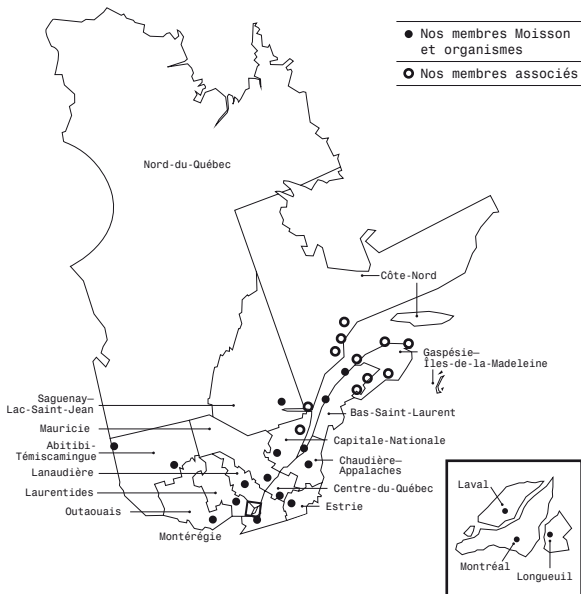 Nos membres Moisson
et organismes
Nos membres associés
Nord-du-Québec
Côte-Nord
Gaspésie—
Îles-de-la-Madeleine
Saguenay—
Lac-Saint-Jean
Bas-Saint-Laurent
Mauricie
Capitale-Nationale
Abitibi-
Témiscamingue
Chaudière—
Appalaches
Lanaudière
Centre-du-Québec
Laurentides
Estrie
Outaouais
Montérégie
Laval
Montréal
Longueuil